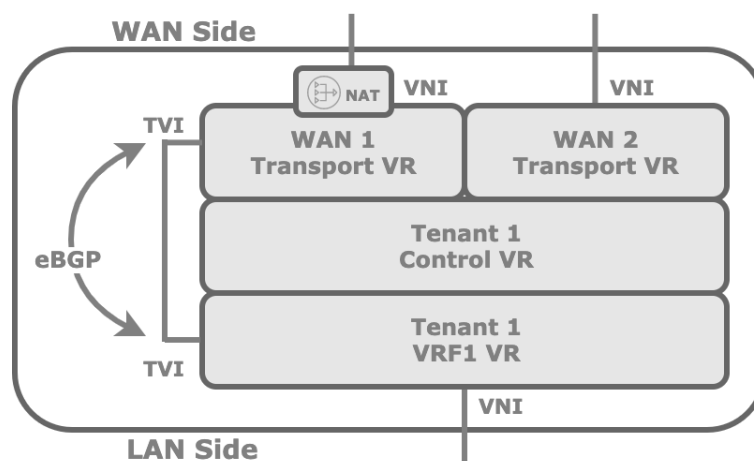 WAN Side
NAT
VNI
VNI
TVI
WAN 1
Transport VR
WAN 2
Transport VR
Tenant 1
Control VR
eBGP
Tenant 1
VRF1 VR
TVI
VNI
LAN Side